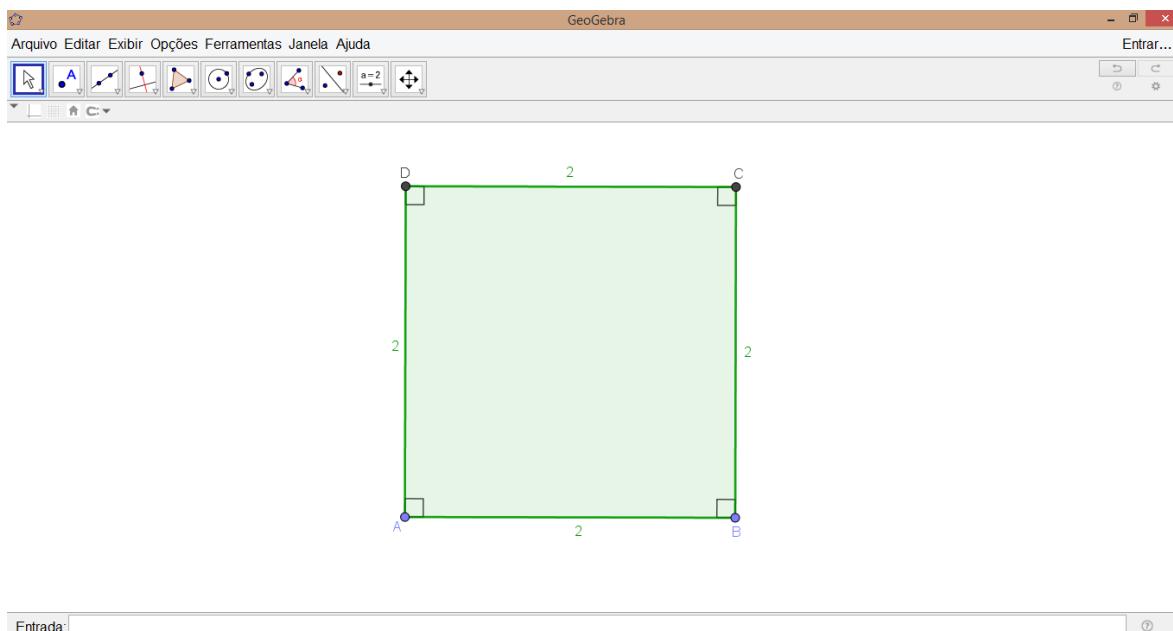 GeoGebra
Arquivo Editar Exibir Opções Ferramentas Janela Ajuda
Entrar...
A
α
a=2
D
2
C
2
2
A
2
B
Entrada: